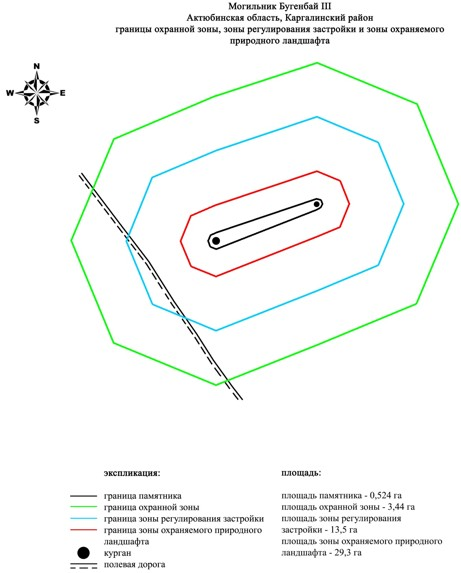 Могильник Бугенбай III
Актюбинская область, Каргалинский район
границы охранной зоны, зоны регулирования застройки и зоны охраняемого
природного ландшафта
N
W E
S
экспликация:
граница памятника
граница охранной зоны
граница зоны регулирования застройки
граница зоны охраняемого природного
ландшафта
курган
полевая дорога
площадь:
площадь памятника - 0,524 га
площадь охранной зоны - 3,44 га
площадь зоны регулирования
застройки - 13,5 га
площадь зоны охраняемого природного
ландшафта - 29,3 га